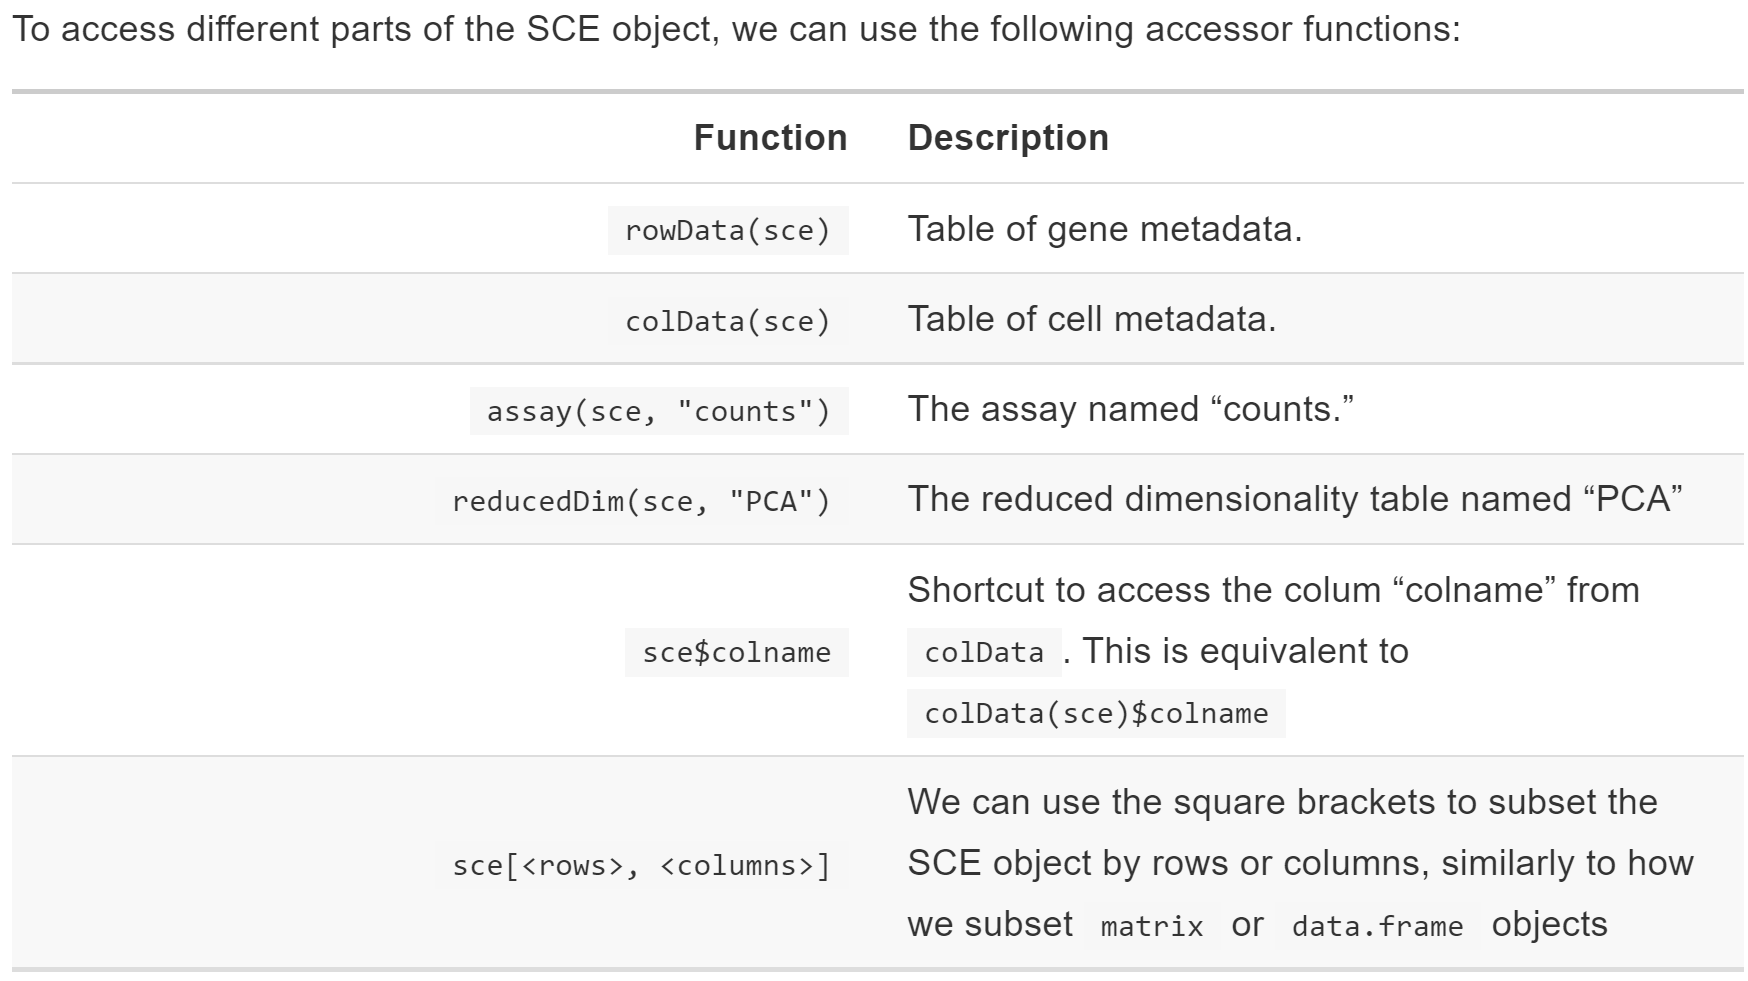 To access different parts of the SCE object, we can use the following accessor functions:
Function Description
rowData(sce) Table of gene metadata.
colData(sce) Table of cell metadata.
assay(sce, "counts") The assay named “counts.”
reducedDim(sce, "PCA") The reduced dimensionality table named “PCA”
Shortcut to access the colum “colname” from
sce$colname colData . This is equivalent to
colData(sce)$colname
We can use the square brackets to subset the
sce[<rows>, <columns>] SCE object by rows or columns, similarly to how
we subset matrix or data.frame objects